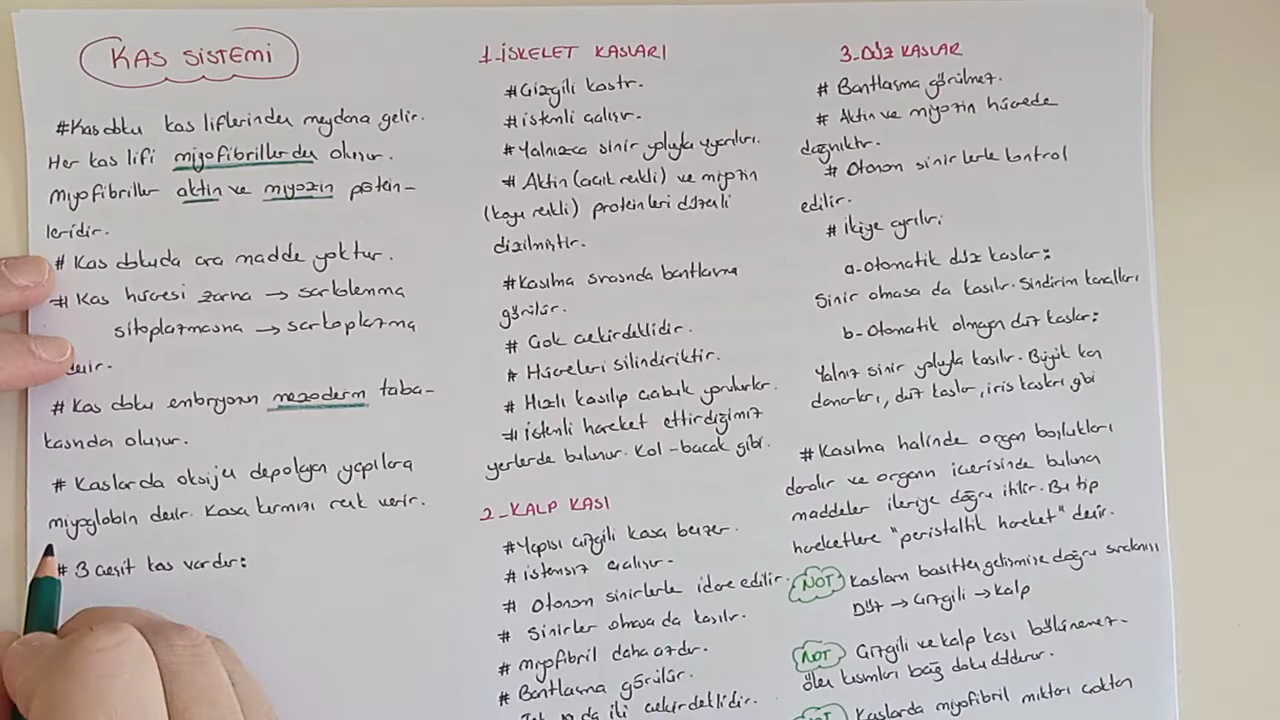 KAS SİSTEMİ
#Kas doku kas liflerinden meydana gelir.
Her kas lifi miyofibrillerden oluşur.
miyofibriller aktin ve miyozin protein-
leridir.
# Kas dokuda ara madde yoktur.
# Kas hücresi zarına → sarkolemma
sitoplazmasına → sarkoplazma
denir.
# Kas doku embriyonun mezoderm taba-
kasından oluşur.
# Kaslarda oksijen depolayan yapılara
miyoglobin denir. Kasa kırmızı renk verir.
# 3 çeşit kas vardır:
1-İSKELET KASLARI
#Çizgili kastır.
#istemli çalışır.
#Yalnızca sinir yoluyla uyarılır.
# Aktin (açık renkli) ve miyozin
(koyu renkli) proteinleri düzenli
dizilmiştir.
#Kasılma sırasında bantlaşma
görülür.
# Çok çekirdeklidir.
# Hücreleri silindiriktir.
# Hızlı kasılıp çabuk yorulurlar.
# istemli hareket ettirdiğimiz
yerlerde bulunur. Kol-bacak gibi.
2-KALP KASI
#Yapısı çizgili kasa benzer.
# istemsiz çalışır.
# Otonom sinirlerle idare edilir.
# Sinirler olmasa da kasılır.
# miyofibril daha azdır.
# Bantlaşma görülür.
ya da iki çekirdeklidir.
3-DÜZ KASLAR
# Bantlaşma görülmez.
# Aktin ve miyozin hücrede
dağınıktır.
# Otonom sinirlerle kontrol
edilir.
# İkiye ayrılır:
a-Otomatik düz kaslar:
Sinir olmasa da kasılır. Sindirim kanalları
b-Otomatik olmayan düz kaslar:
Yalnız sinir yoluyla kasılır. Büyük kan
damarları, düz kaslar, iris kasları gibi
#Kasılma halinde organ boşlukları
daralır ve organın içerisinde bulunan
maddeler ileriye doğru itilir. Bu tip
hareketlere "peristaltik hareket" denir.
NOT kasların basitten gelişmişe doğru sıralanışı
Düz → Çizgili → Kalp
NOT Çizgili ve kalp kası bölünemez.
ölen kısımları bağ doku doldurur.
Kaslarda miyofibril miktarı çoktan